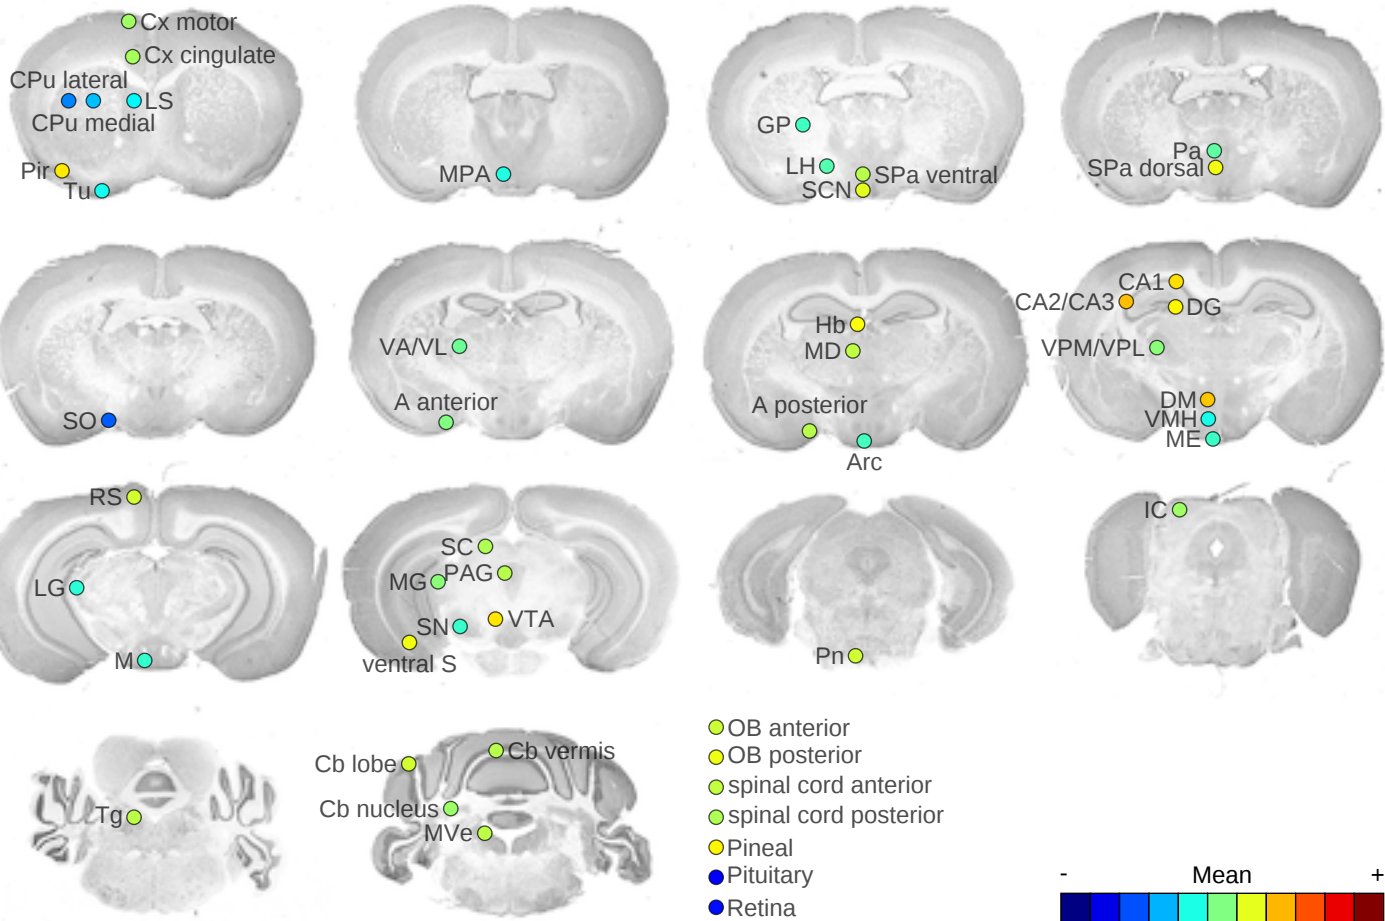 Cx motor
Cx cingulate
CPu lateral
LS
CPu medial
Pir
Tu
MPA
GP
LH
SPa ventral
SCN
Pa
SPa dorsal
SO
VA/VL
A anterior
Hb
MD
A posterior
Arc
CA1
CA2/CA3
DG
VPM/VPL
DM
VMH
ME
RS
LG
M
SC
PAG
MG
VTA
SN
ventral S
Pn
IC
Tg
Cb vermis
Cb lobe
Cb nucleus
MVe
OB anterior
OB posterior
spinal cord anterior
spinal cord posterior
Pineal
Pituitary
Retina
- Mean +